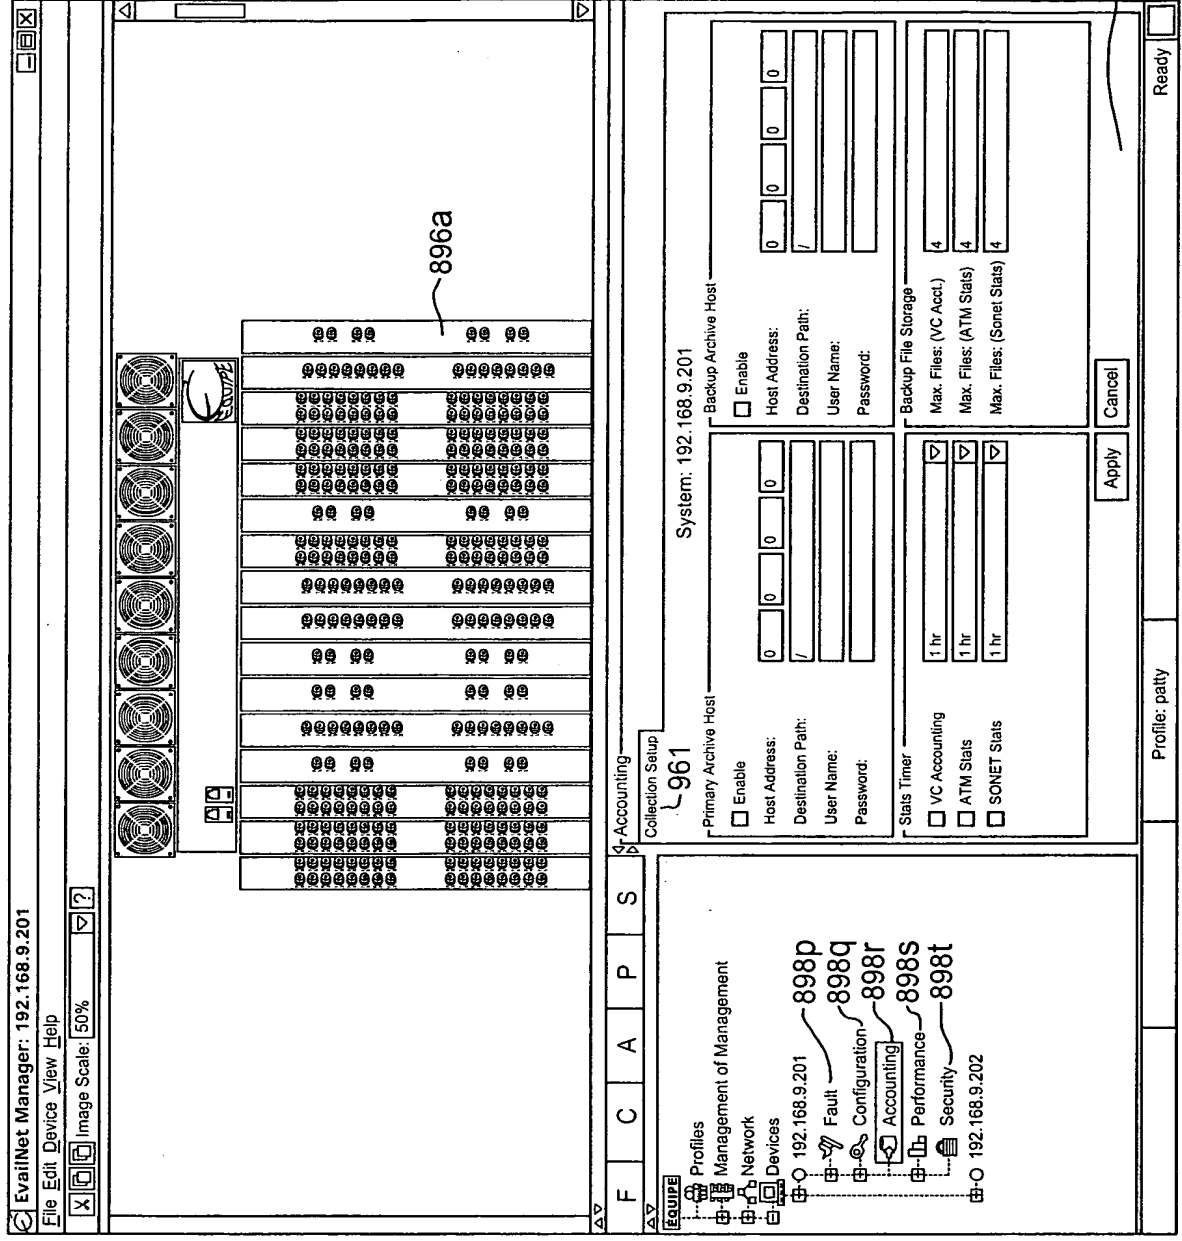 EvailNet Manager: 192.168.9.201
File Edit Device View Help
Image Scale: 50% ?
896a
F C A P S
EQUIPE
Profiles
Management of Management
Network
Devices
192.168.9.201
Fault 898p
Configuration 898q
Accounting 898r
Performance 898s
Security 898t
192.168.9.202
Accounting
Collection Setup
961
System: 192.168.9.201
Primary Archive Host
Enable
Host Address: 0 0 0 0
Destination Path: /
User Name:
Password:
Backup Archive Host
Enable
Host Address: 0 0 0 0
Destination Path: /
User Name:
Password:
Stats Timer
VC Accounting 1 hr
ATM Stats 1 hr
SONET Stats 1 hr
Backup File Storage
Max. Files: (VC Acct.) 4
Max. Files: (ATM Stats) 4
Max. Files: (Sonet Stats) 4
Apply Cancel
Profile: patty
Ready